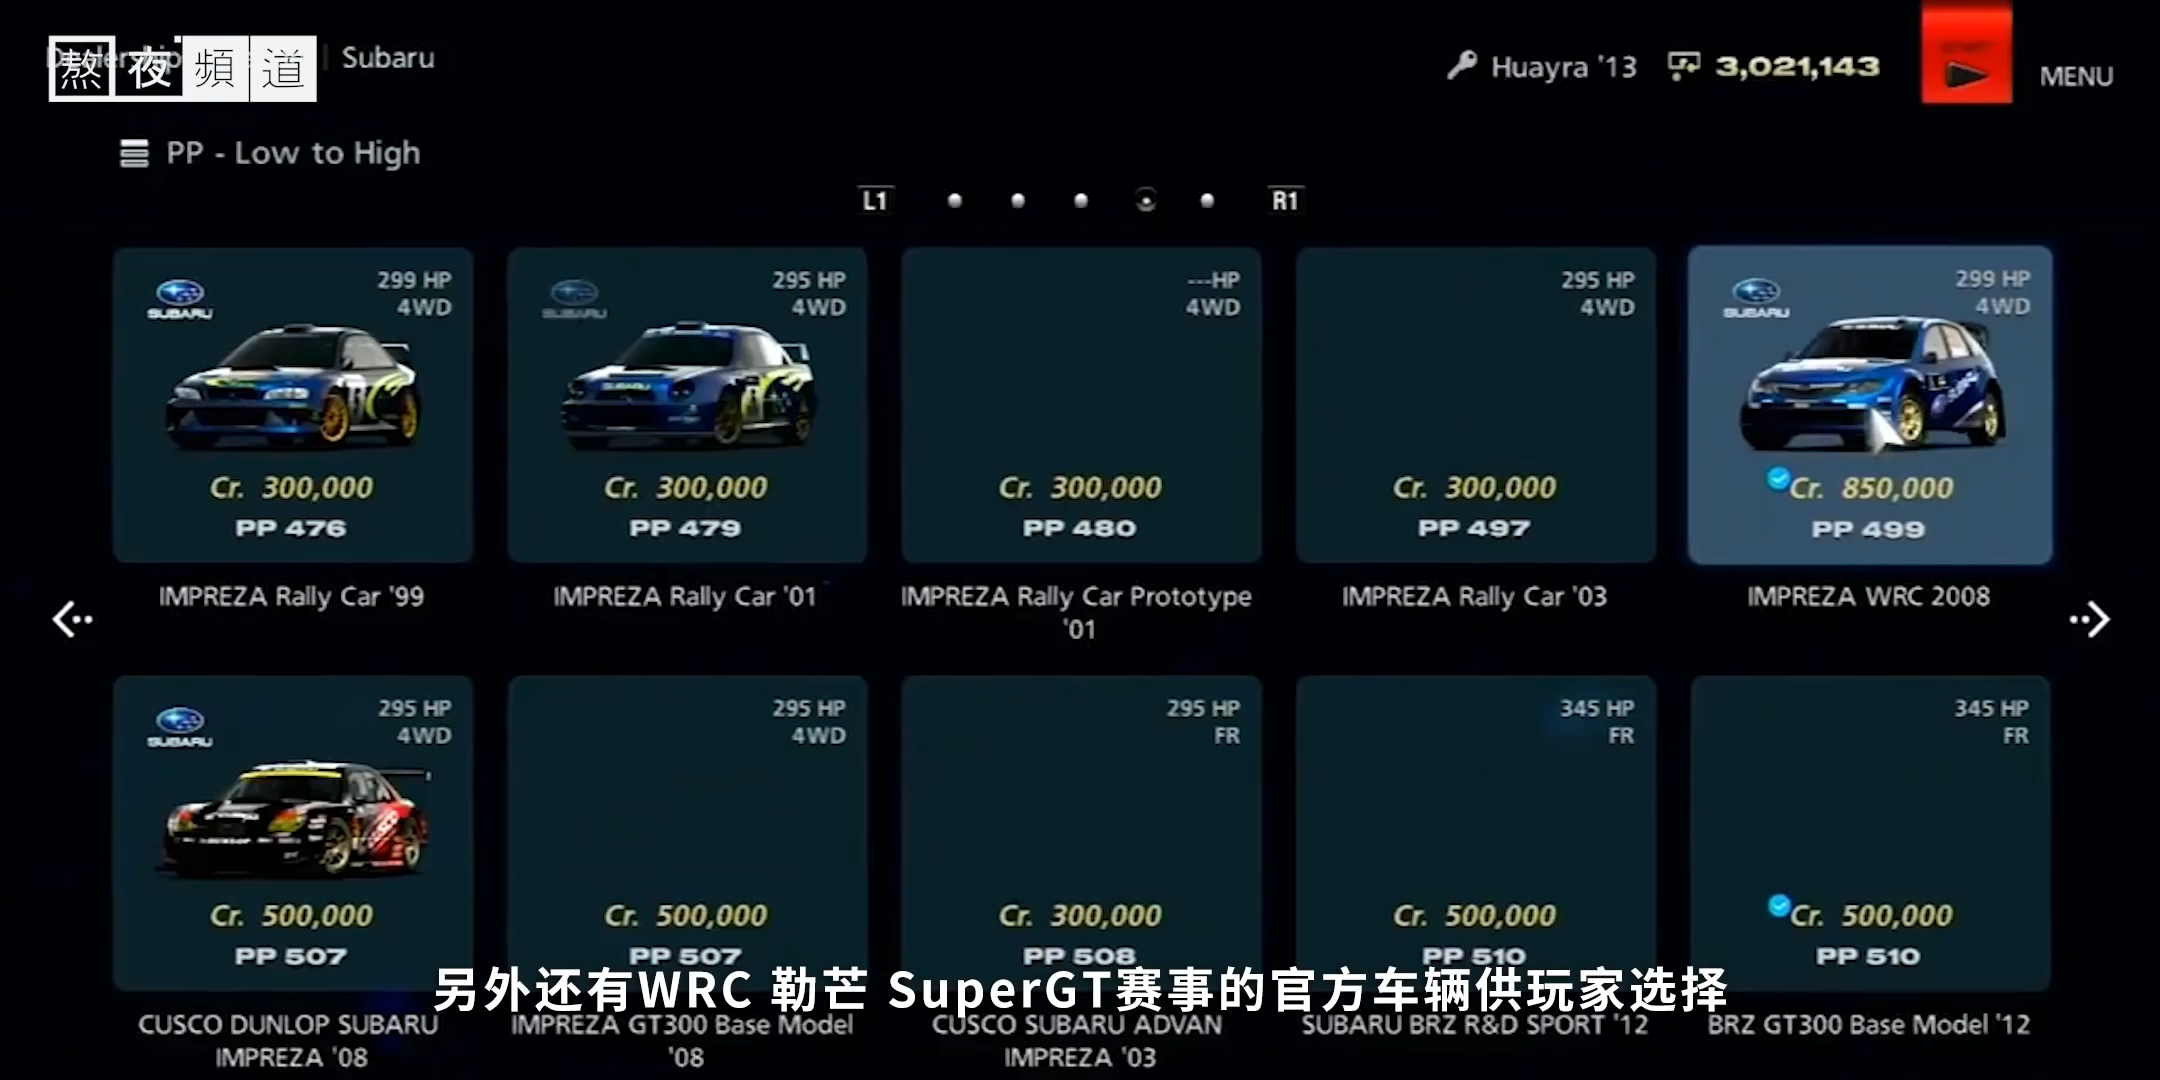 Dealership | Subaru
熬夜頻道
Huayra '13
3,021,143
START
MENU
PP - Low to High
L1
R1
SUBARU
299 HP
4WD
Cr. 300,000
PP 476
IMPREZA Rally Car '99
SUBARU
295 HP
4WD
SUBARU
Cr. 300,000
PP 479
IMPREZA Rally Car '01
---HP
4WD
Cr. 300,000
PP 480
IMPREZA Rally Car Prototype
'01
295 HP
4WD
Cr. 300,000
PP 497
IMPREZA Rally Car '03
SUBARU
299 HP
4WD
Cr. 850,000
PP 499
IMPREZA WRC 2008
SUBARU
295 HP
4WD
Cr. 500,000
PP 507
CUSCO DUNLOP SUBARU
IMPREZA '08
295 HP
4WD
Cr. 500,000
PP 507
IMPREZA GT300 Base Model
'08
295 HP
FR
Cr. 300,000
PP 508
CUSCO SUBARU ADVAN
IMPREZA '03
345 HP
FR
Cr. 500,000
PP 510
SUBARU BRZ R&D SPORT '12
345 HP
FR
Cr. 500,000
PP 510
BRZ GT300 Base Model '12
另外还有WRC 勒芒 SuperGT赛事的官方车辆供玩家选择